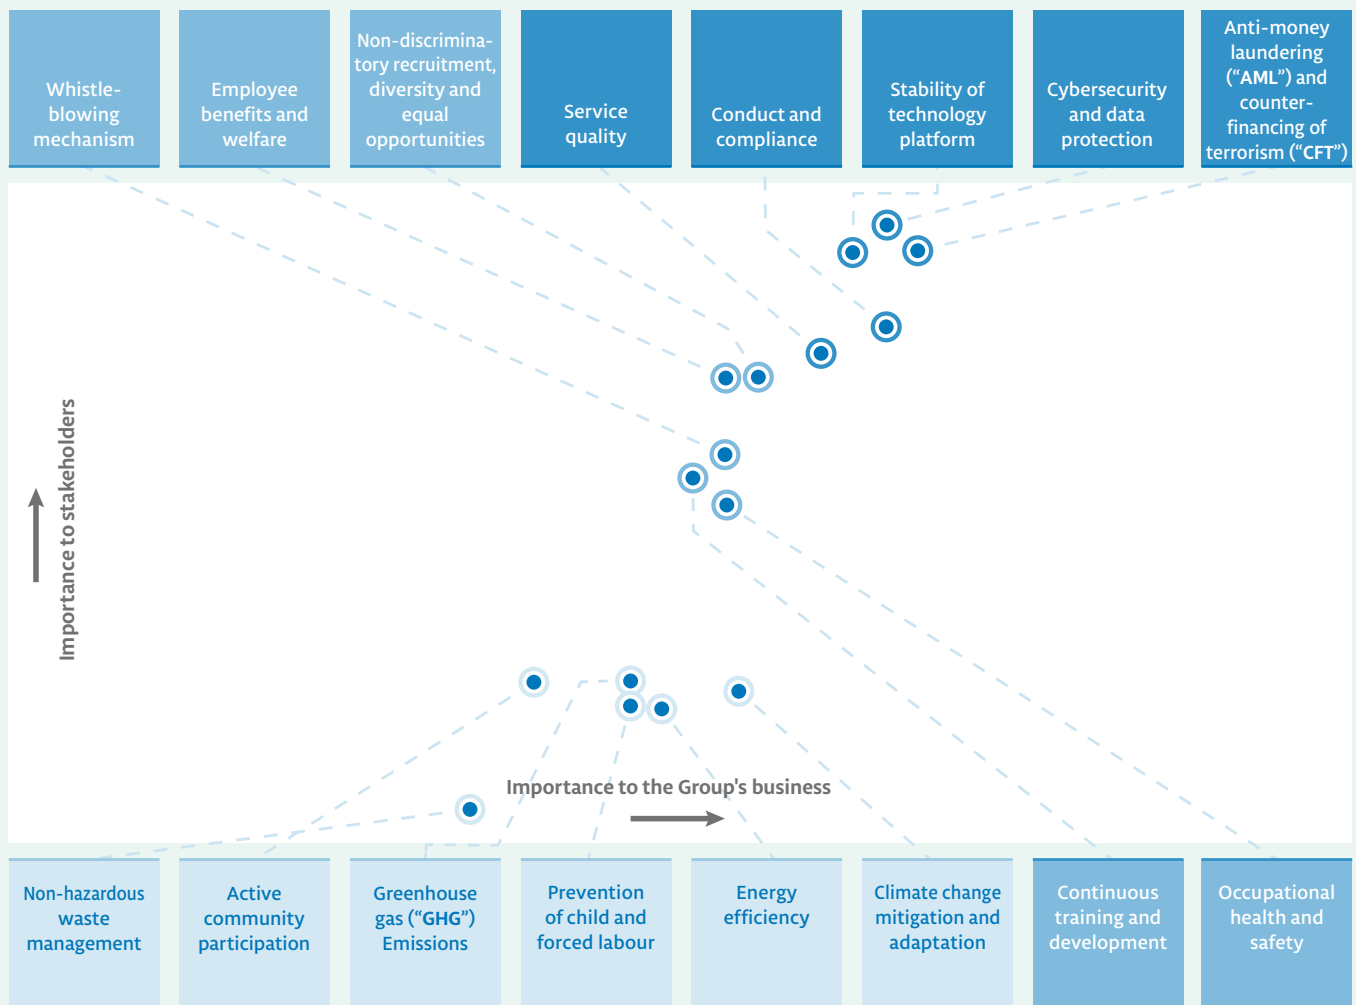 Whistle-
blowing
mechanism
Employee
benefits and
welfare
Non-discrimina-
tory recruitment,
diversity and
equal
opportunities
Service
quality
Conduct and
compliance
Stability of
technology
platform
Cybersecurity
and data
protection
Anti-money
laundering
(“AML”) and
counter-
financing of
terrorism (“CFT”)
Importance to stakeholders
Importance to the Group's business
Non-hazardous
waste
management
Active
community
participation
Greenhouse
gas (“GHG”)
Emissions
Prevention
of child and
forced labour
Energy
efficiency
Climate change
mitigation and
adaptation
Continuous
training and
development
Occupational
health and
safety